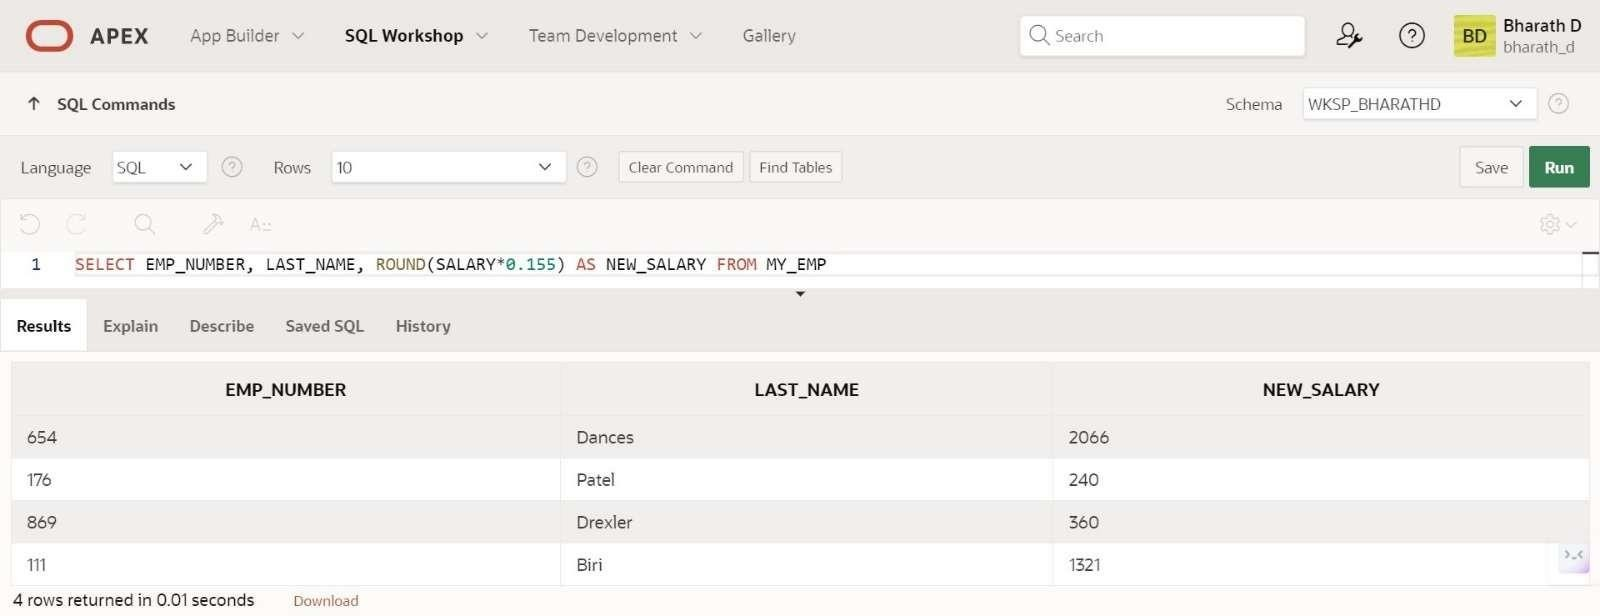 APEX App Builder SQL Workshop Team Development Gallery Search Bharath D
BD bharath_d
SQL Commands Schema WKSP_BHARATHD
Language SQL Rows 10 Clear Command Find Tables Save Run
A::
1 SELECT EMP_NUMBER, LAST_NAME, ROUND(SALARY*0.155) AS NEW_SALARY FROM MY_EMP
Results Explain Describe Saved SQL History
EMP_NUMBER LAST_NAME NEW_SALARY
654 Dances 2066
176 Patel 240
869 Drexler 360
111 Biri 1321
4 rows returned in 0.01 seconds Download